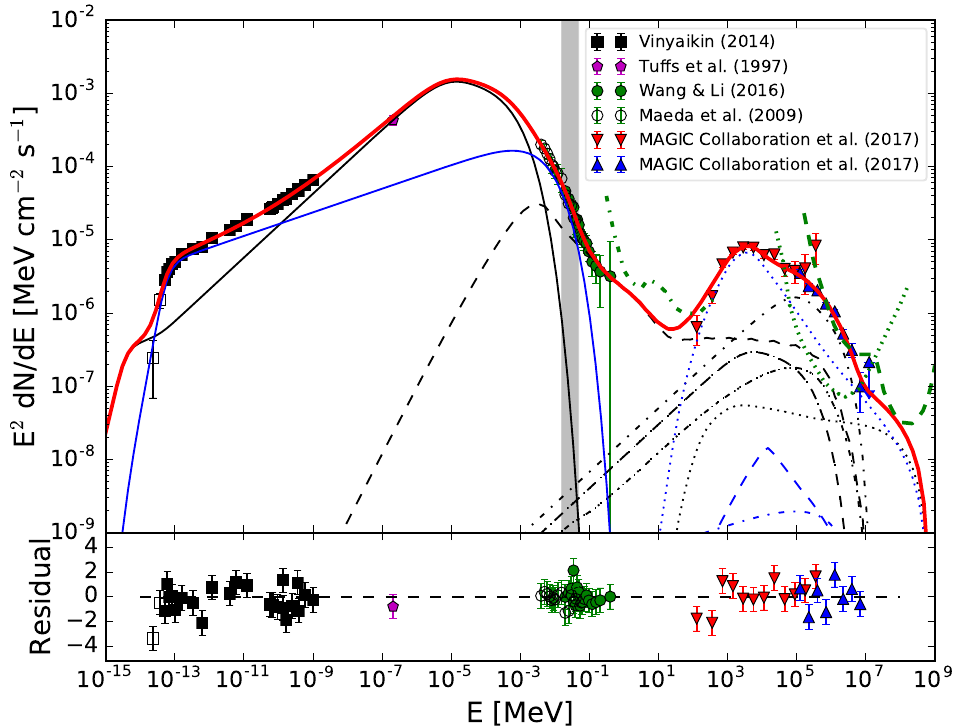 10⁻²
10⁻³
10⁻⁴
10⁻⁵
10⁻⁶
10⁻⁷
10⁻⁸
10⁻⁹
E² dN/dE [MeV cm⁻² s⁻¹]
Vinyaikin (2014)
Tuffs et al. (1997)
Wang & Li (2016)
Maeda et al. (2009)
MAGIC Collaboration et al. (2017)
MAGIC Collaboration et al. (2017)
4
2
0
−2
−4
Residual
10⁻¹⁵ 10⁻¹³ 10⁻¹¹ 10⁻⁹ 10⁻⁷ 10⁻⁵ 10⁻³ 10⁻¹ 10¹ 10³ 10⁵ 10⁷ 10⁹
E [MeV]